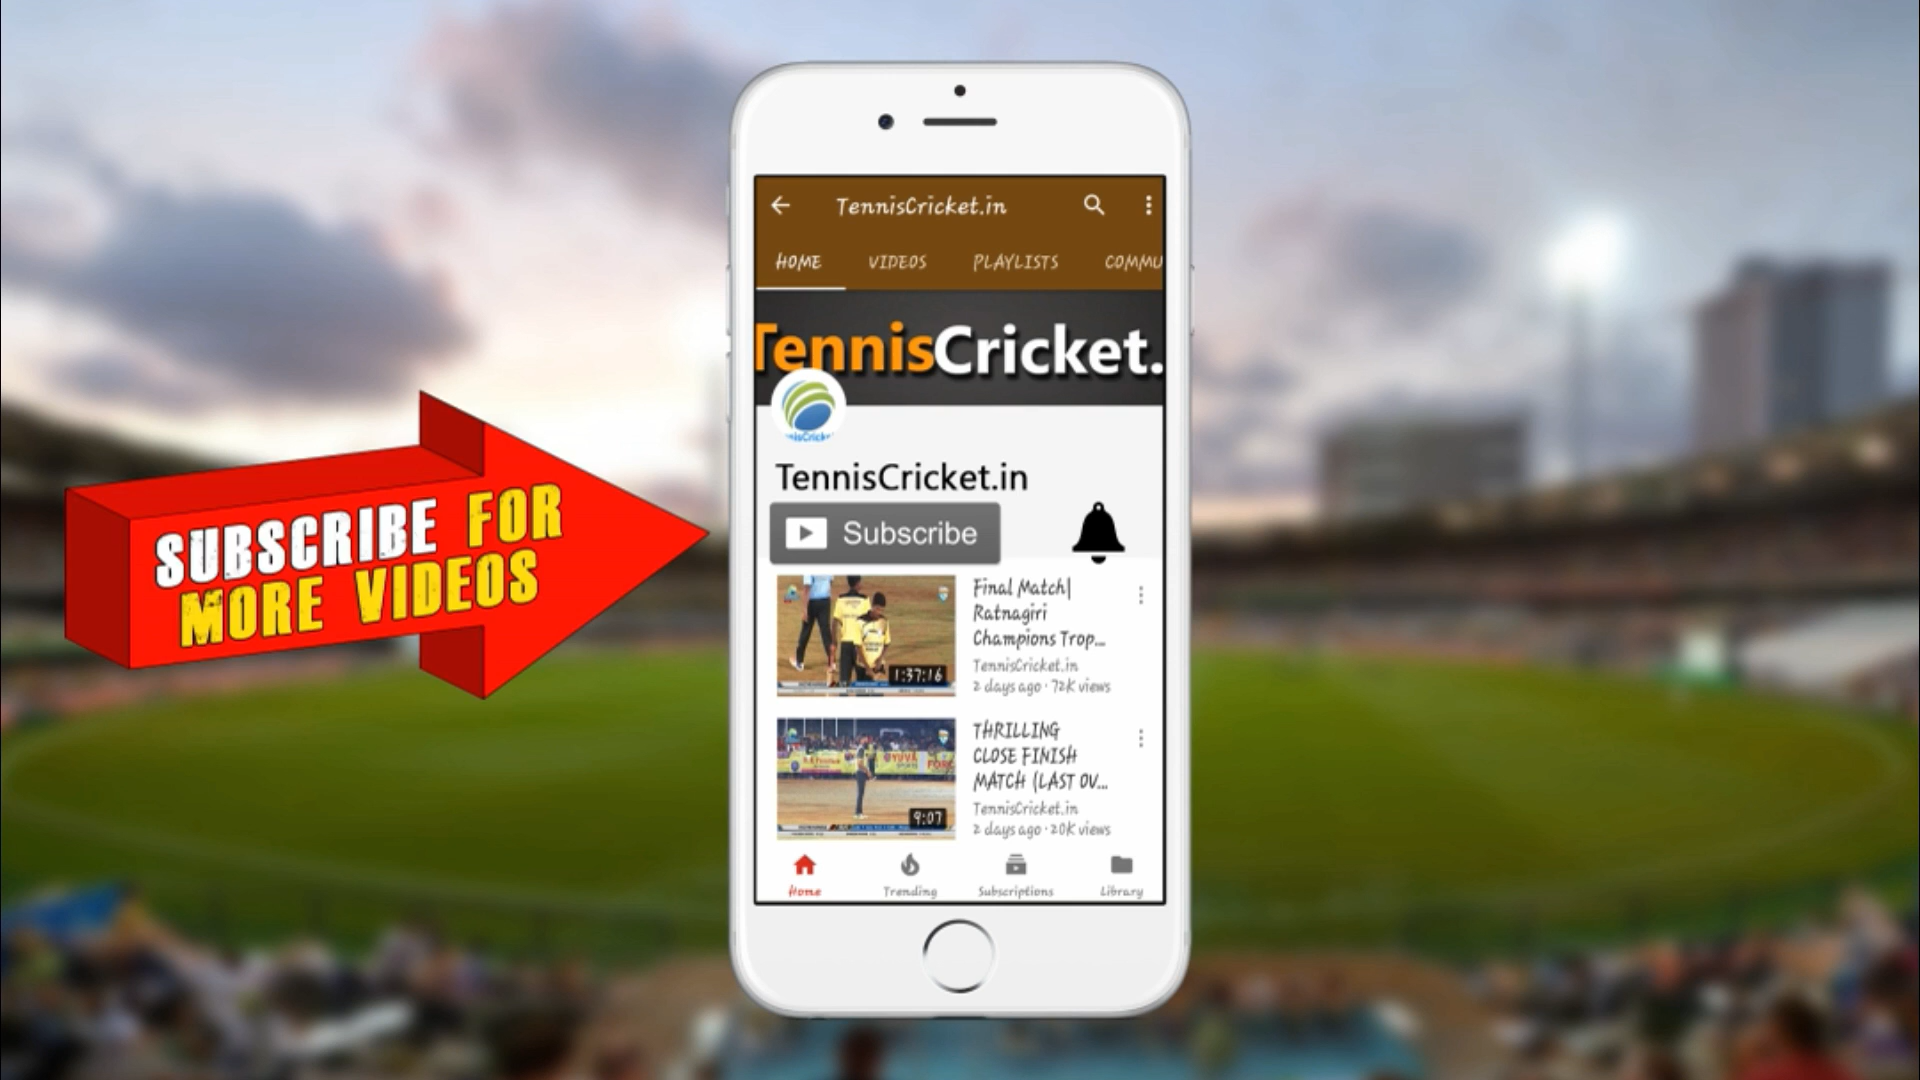 SUBSCRIBE FOR
MORE VIDEOS
TennisCricket.in
HOME VIDEOS PLAYLISTS COMMU
TennisCricket.
TennisCricket.in
Subscribe
Final Match|
Ratnagiri
Champions Trop...
TennisCricket.in
2 days ago · 72K views
1:37:16
THRILLING
CLOSE FINISH
MATCH (LAST OV...
TennisCricket.in
2 days ago · 20K views
9:07
Home Trending Subscriptions Library